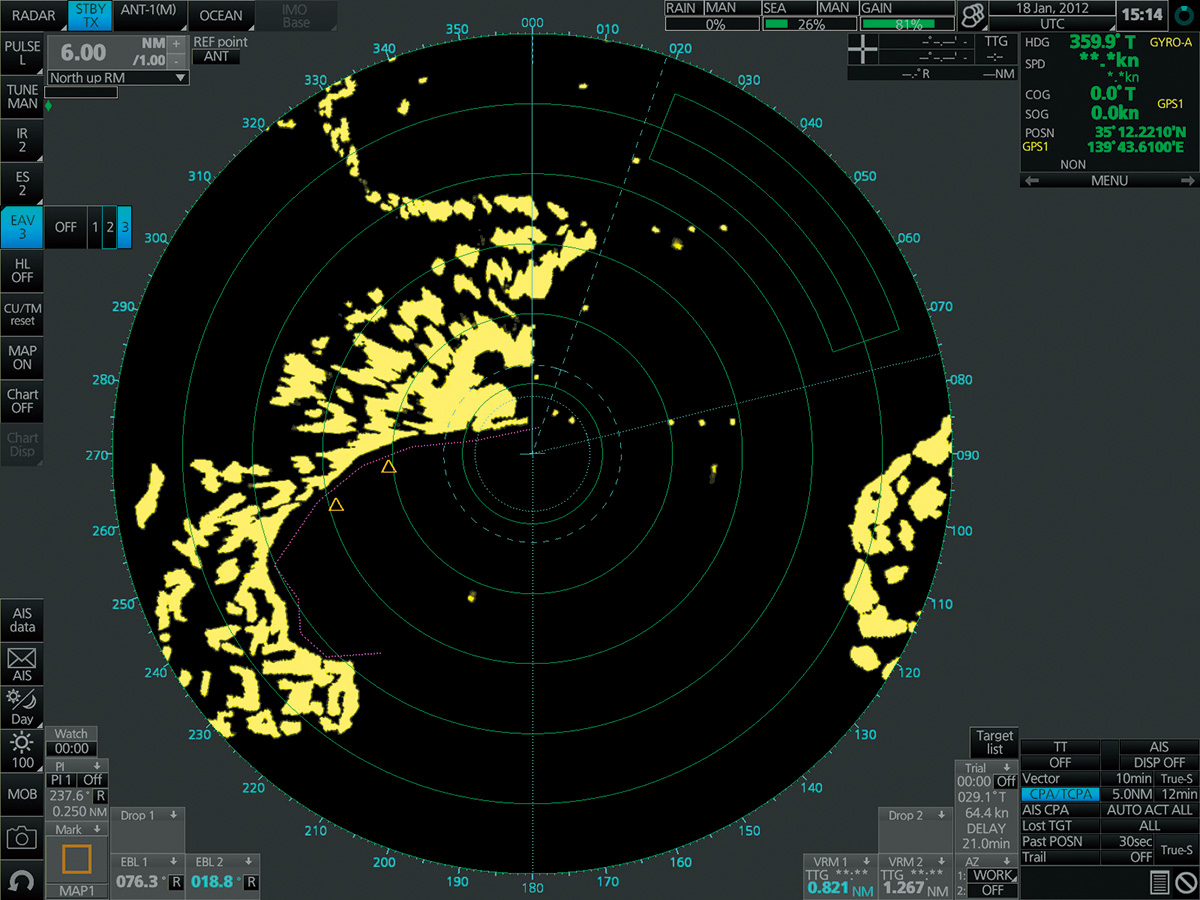 RADAR
STBY
TX
ANT-1(M)
OCEAN
IMO
Base
RAIN MAN
0%
SEA MAN
26%
GAIN
81%
18 Jan, 2012
UTC
15:14
PULSE
L
6.00 NM
/1.00
+
-
North up RM
REF point
ANT
TUNE
MAN
IR
2
ES
2
EAV
3
OFF 1 2 3
HL
OFF
CU/TM
reset
MAP
ON
Chart
OFF
Chart
Disp
TTG
-°R
NM
HDG 359.9°T GYRO-A
SPD **.*kn
*.*kn
COG 0.0°T
GPS1
SOG 0.0kn
POSN 35°12.2210'N
GPS1 139°43.6100'E
NON
MENU
000
340
020
330
030
320
040
310
050
300
060
290
070
280
080
270
090
260
100
250
110
240
120
230
130
220
210
150
200
160
190
180
170
AIS
data
AIS
Day
100
MOB
Watch
00:00
PI
PI 1 Off
237.6° R
0.250 NM
Mark
MAP1
Drop 1
EBL 1
076.3° R
EBL 2
018.8° R
Drop 2
VRM 1
TTG **:**
0.821 NM
VRM 2
TTG **:**
1.267 NM
Target
list
Trial
00:00 Off
029.1°T
64.4 kn
DELAY
21.0min
AZ
1: WORK
2: OFF
TT
OFF
AIS
DISP OFF
Vector 10min True-S
CPA/TCPA 5.0NM 12min
AIS CPA AUTO ACT ALL
Lost TGT ALL
Past POSN 30sec True-S
Trail OFF